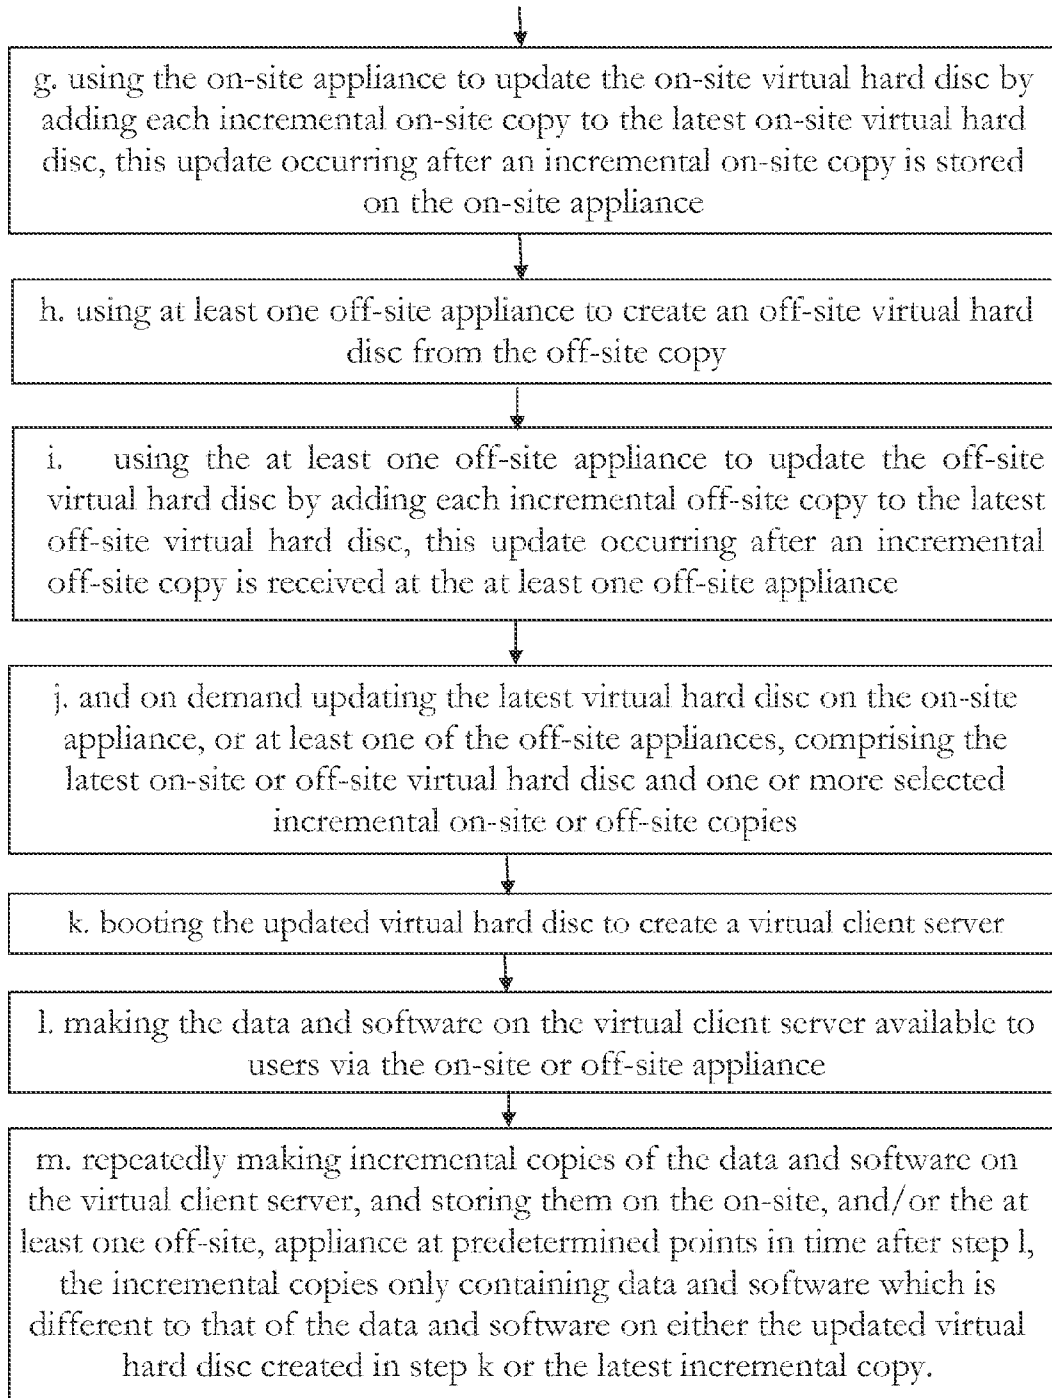 g. using the on-site appliance to update the on-site virtual hard disc by
adding each incremental on-site copy to the latest on-site virtual hard
disc, this update occurring after an incremental on-site copy is stored
on the on-site appliance
h. using at least one off-site appliance to create an off-site virtual hard
disc from the off-site copy
i. using the at least one off-site appliance to update the off-site
virtual hard disc by adding each incremental off-site copy to the latest
off-site virtual hard disc, this update occurring after an incremental
off-site copy is received at the at least one off-site appliance
j. and on demand updating the latest virtual hard disc on the on-site
appliance, or at least one of the off-site appliances, comprising the
latest on-site or off-site virtual hard disc and one or more selected
incremental on-site or off-site copies
k. booting the updated virtual hard disc to create a virtual client server
l. making the data and software on the virtual client server available to
users via the on-site or off-site appliance
m. repeatedly making incremental copies of the data and software on
the virtual client server, and storing them on the on-site, and/or the at
least one off-site, appliance at predetermined points in time after step l,
the incremental copies only containing data and software which is
different to that of the data and software on either the updated virtual
hard disc created in step k or the latest incremental copy.